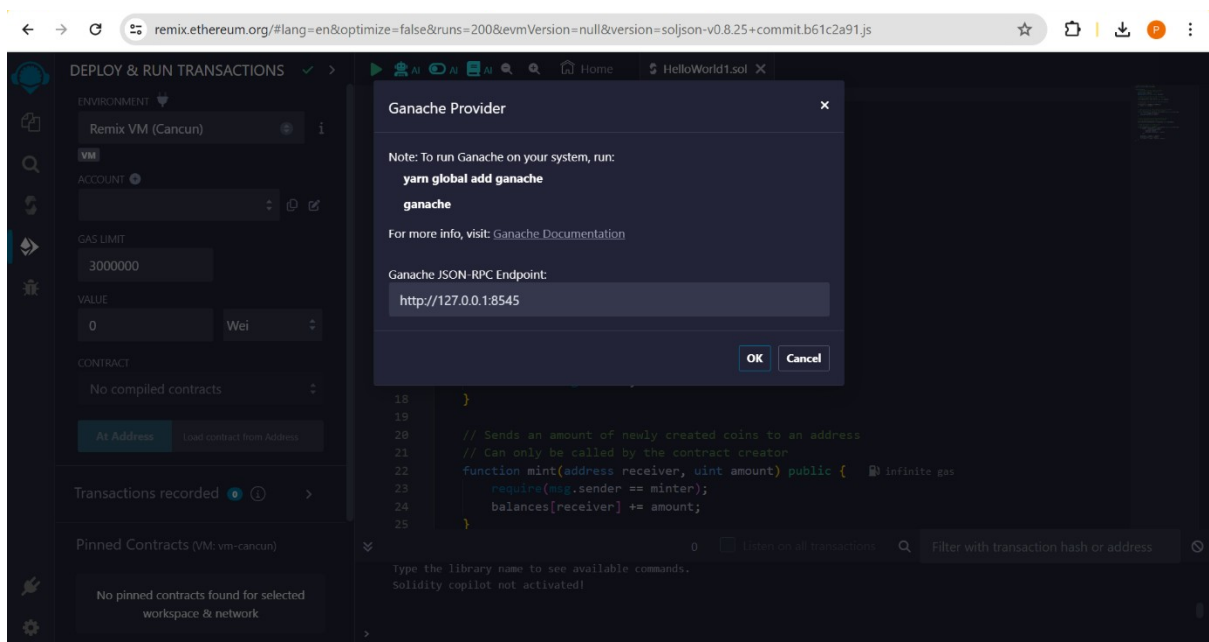 remix.ethereum.org/#lang=en&optimize=false&runs=200&evmVersion=null&version=soljson-v0.8.25+commit.b61c2a91.js
P
DEPLOY & RUN TRANSACTIONS
AI AI AI Home HelloWorld1.sol
ENVIRONMENT
Remix VM (Cancun)
i
VM
ACCOUNT
GAS LIMIT
3000000
VALUE
0 Wei
CONTRACT
No compiled contracts
At Address Load contract from Address
Transactions recorded 0 i
Pinned Contracts (VM: vm-cancun)
No pinned contracts found for selected
workspace & network
Ganache Provider
Note: To run Ganache on your system, run:
yarn global add ganache
ganache
For more info, visit: Ganache Documentation
Ganache JSON-RPC Endpoint:
http://127.0.0.1:8545
OK Cancel
18 }
19
20 // Sends an amount of newly created coins to an address
21 // Can only be called by the contract creator
22 function mint(address receiver, uint amount) public { infinite gas
23 require(msg.sender == minter);
24 balances[receiver] += amount;
25 }
0 Listen on all transactions Filter with transaction hash or address
Type the library name to see available commands.
Solidity copilot not activated!
>